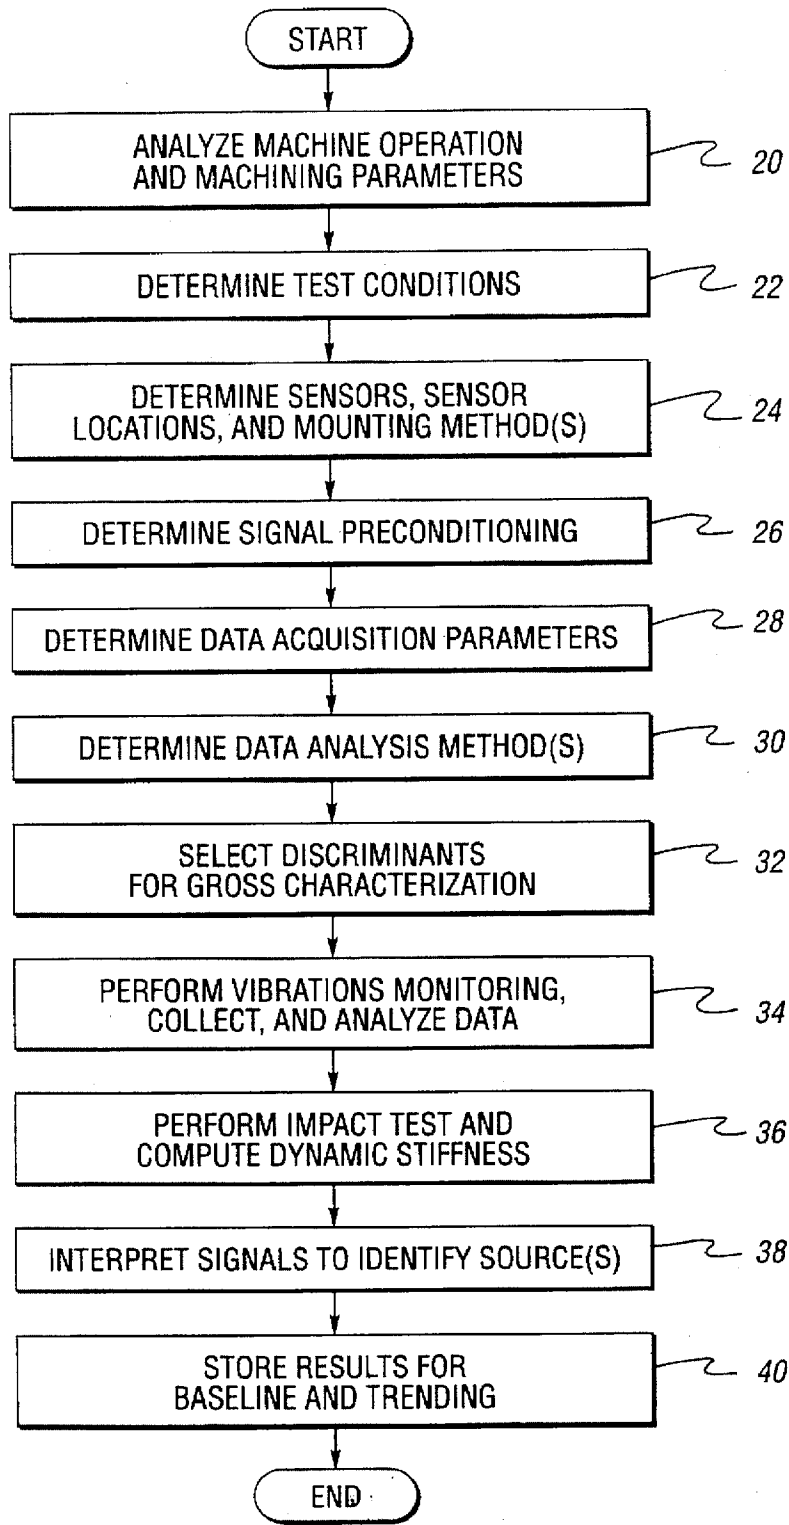 START
ANALYZE MACHINE OPERATION
AND MACHINING PARAMETERS
20
DETERMINE TEST CONDITIONS
22
DETERMINE SENSORS, SENSOR
LOCATIONS, AND MOUNTING METHOD(S)
24
DETERMINE SIGNAL PRECONDITIONING
26
DETERMINE DATA ACQUISITION PARAMETERS
28
DETERMINE DATA ANALYSIS METHOD(S)
30
SELECT DISCRIMINANTS
FOR GROSS CHARACTERIZATION
32
PERFORM VIBRATIONS MONITORING,
COLLECT, AND ANALYZE DATA
34
PERFORM IMPACT TEST AND
COMPUTE DYNAMIC STIFFNESS
36
INTERPRET SIGNALS TO IDENTIFY SOURCE(S)
38
STORE RESULTS FOR
BASELINE AND TRENDING
40
END